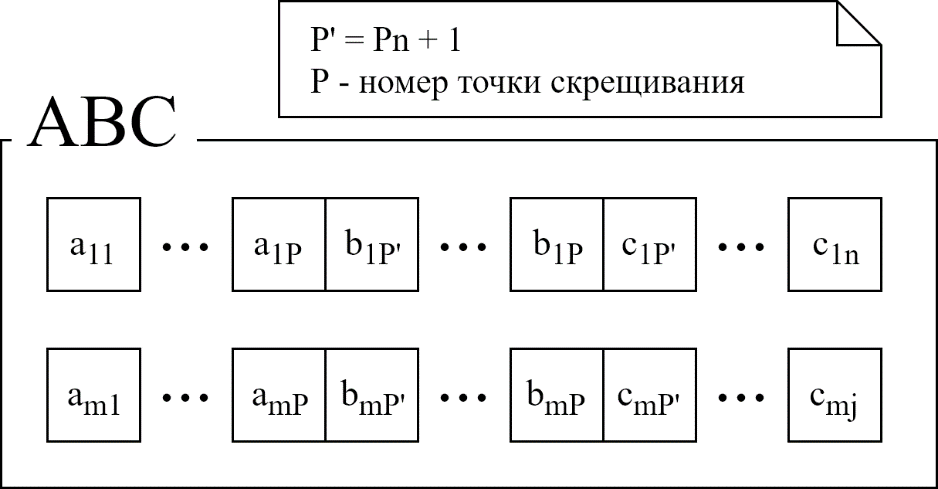 P' = Pn + 1
P - номер точки скрещивания
ABC
a11 ... a1P b1P' ... b1P c1P' ... c1n
am1 ... amP bmP' ... bmP cmP' ... cmj